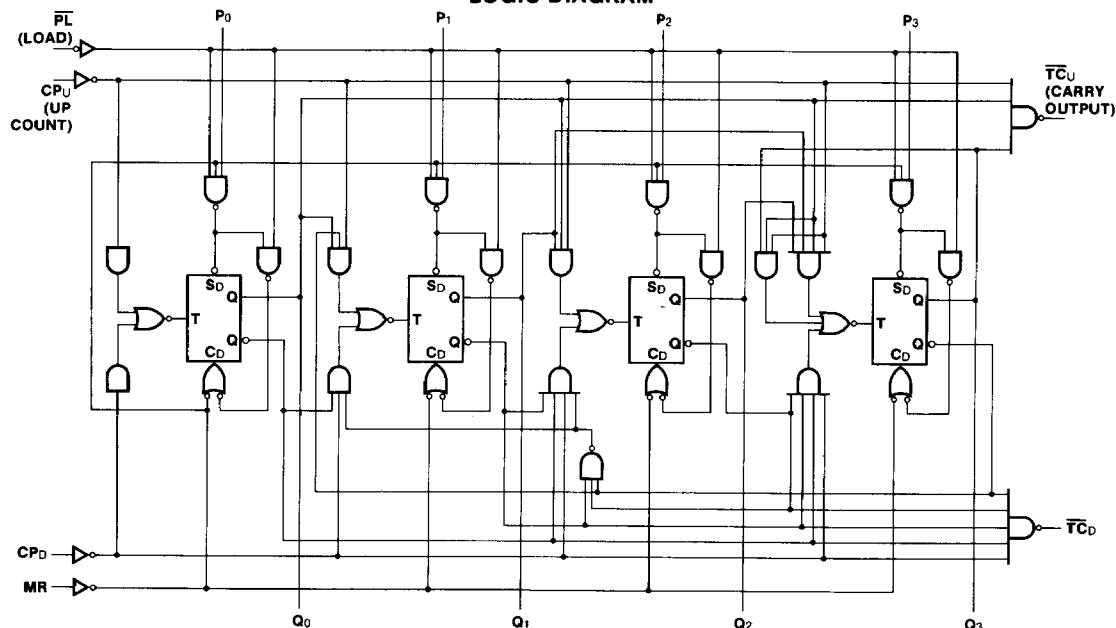 LOGIC DIAGRAM
PL
(LOAD)
P0
P1
P2
P3
CPU
(UP
COUNT)
TCU
(CARRY
OUTPUT)
SD
Q
T
Q
CD
SD
Q
T
Q
CD
SD
Q
T
Q
CD
SD
Q
T
Q
CD
CPD
TCD
MR
Q0
Q1
Q2
Q3